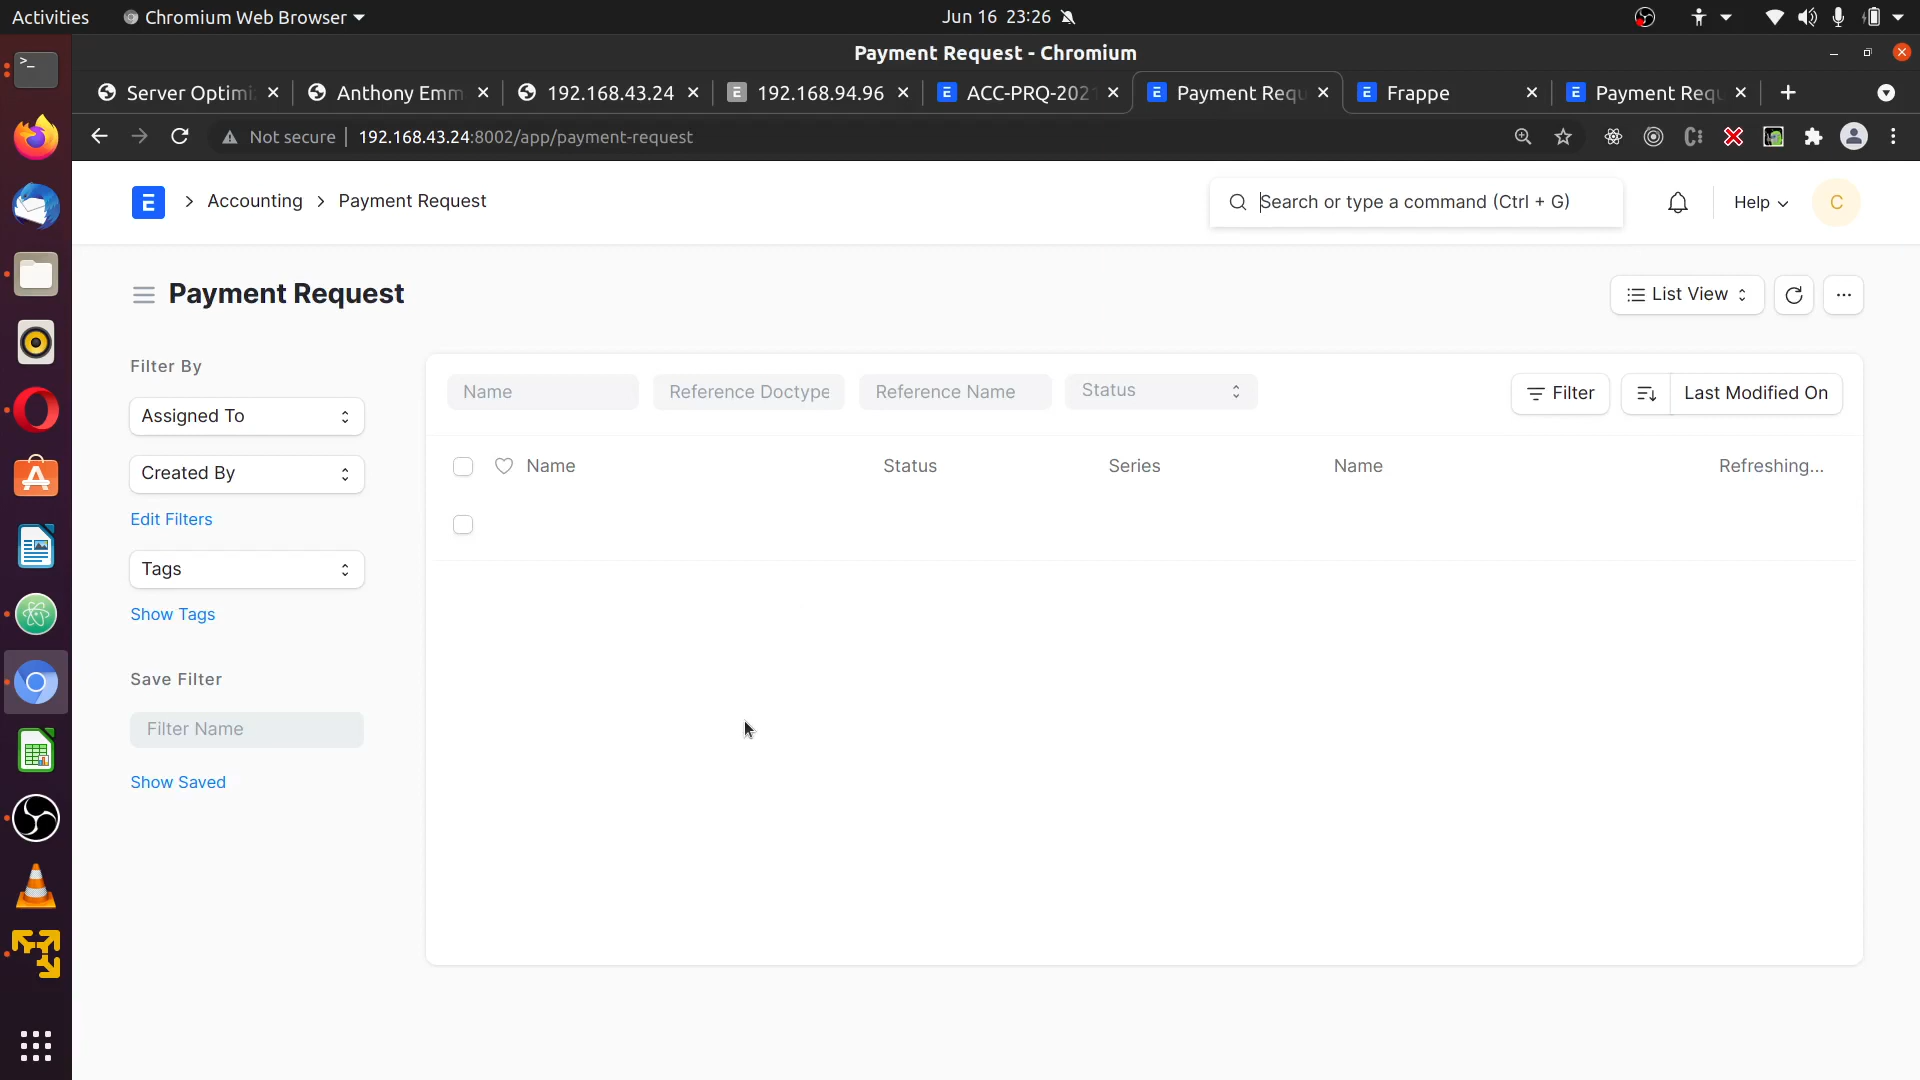 Activities
Chromium Web Browser
Jun 16 23:26
Payment Request - Chromium
Server Optimi
Anthony Emm
192.168.43.24
192.168.94.96
ACC-PRQ-2021
Payment Requ
Frappe
Payment Requ
Not secure
192.168.43.24:8002/app/payment-request
E
Accounting
Payment Request
Search or type a command (Ctrl + G)
Help
C
Payment Request
List View
Filter By
Assigned To
Created By
Edit Filters
Tags
Show Tags
Save Filter
Filter Name
Show Saved
Name
Reference Doctype
Reference Name
Status
Filter
Last Modified On
Name
Status
Series
Name
Refreshing...